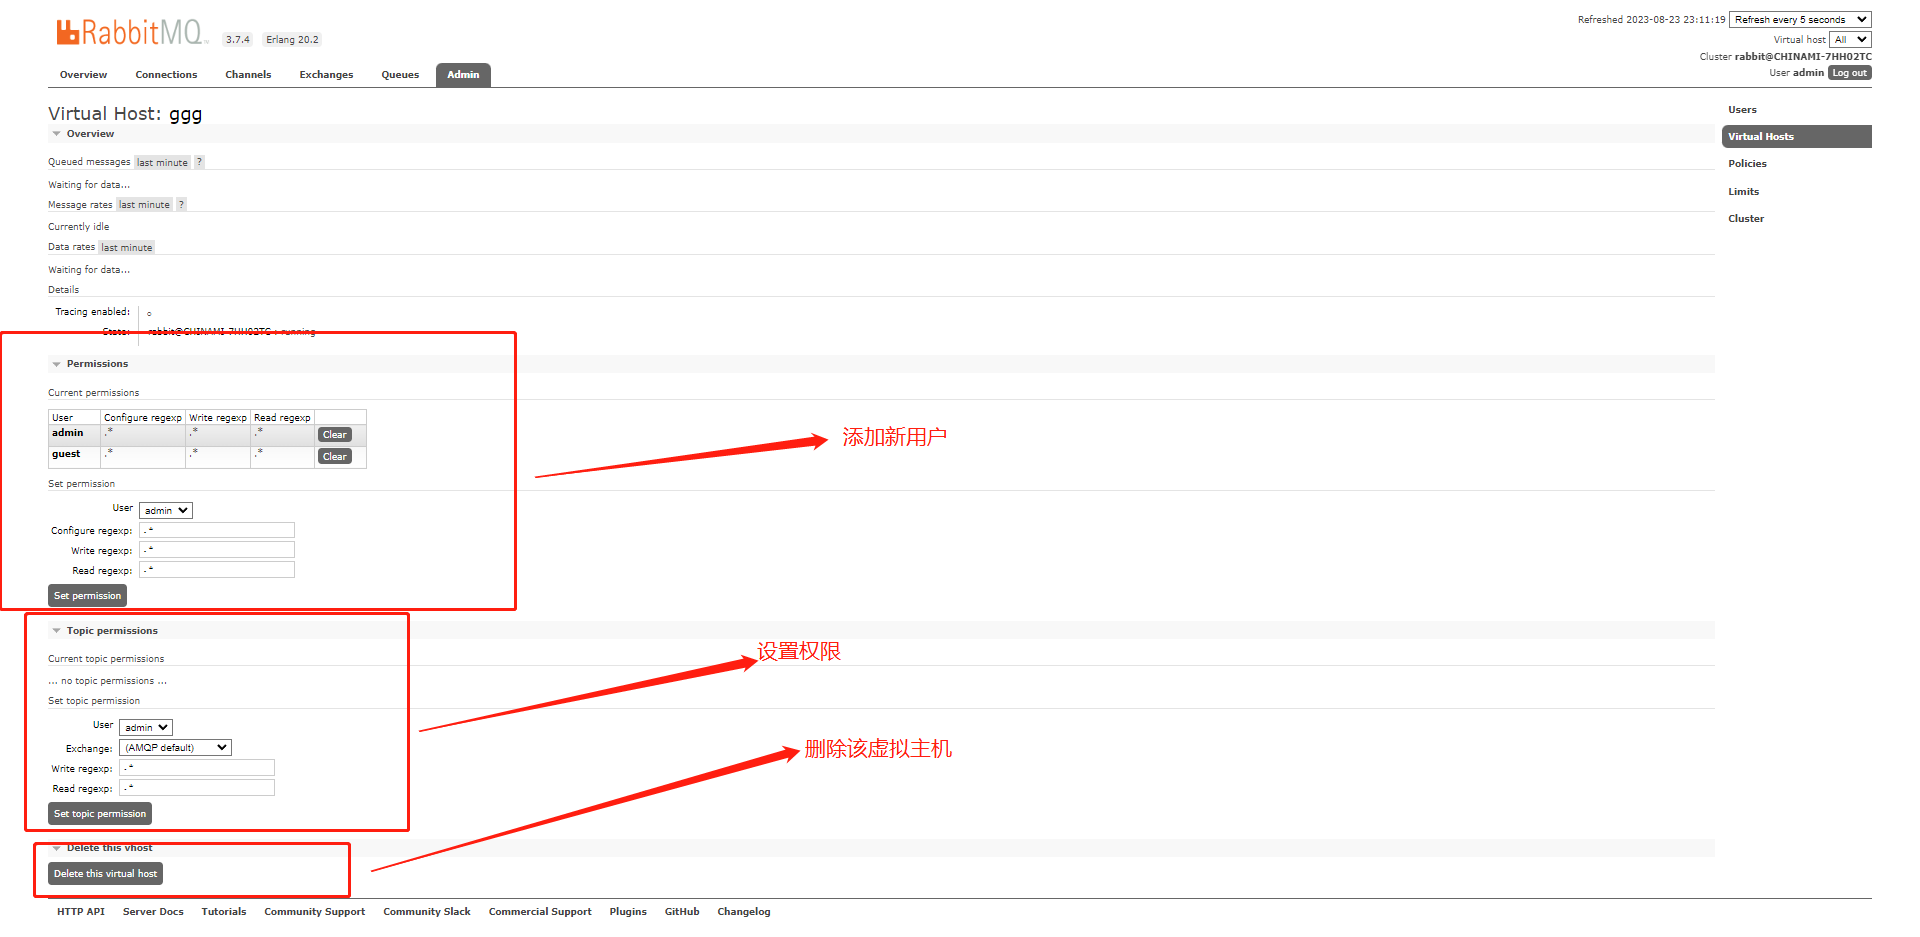 RabbitMQ 3.7.4 Erlang 20.2
Refreshed 2023-08-23 23:11:19 Refresh every 5 seconds
Virtual host All
Cluster rabbit@CHINAMI-7HH02TC
User admin Log out
Overview Connections Channels Exchanges Queues Admin
Virtual Host: ggg
Overview
Queued messages last minute ?
Waiting for data...
Message rates last minute ?
Currently idle
Data rates last minute
Waiting for data...
Details
Tracing enabled: ○
State: rabbit@CHINAMI-7HH02TC : running
Users
Virtual Hosts
Policies
Limits
Cluster
Permissions
Current permissions
User Configure regexp Write regexp Read regexp
admin .* .* .* Clear
guest .* .* .* Clear
添加新用户
Set permission
User admin
Configure regexp: .*
Write regexp: .*
Read regexp: .*
Set permission
Topic permissions
Current topic permissions
... no topic permissions ...
设置权限
Set topic permission
User admin
Exchange: (AMQP default)
Write regexp: .*
Read regexp: .*
Set topic permission
删除该虚拟主机
Delete this vhost
Delete this virtual host
HTTP API Server Docs Tutorials Community Support Community Slack Commercial Support Plugins GitHub Changelog